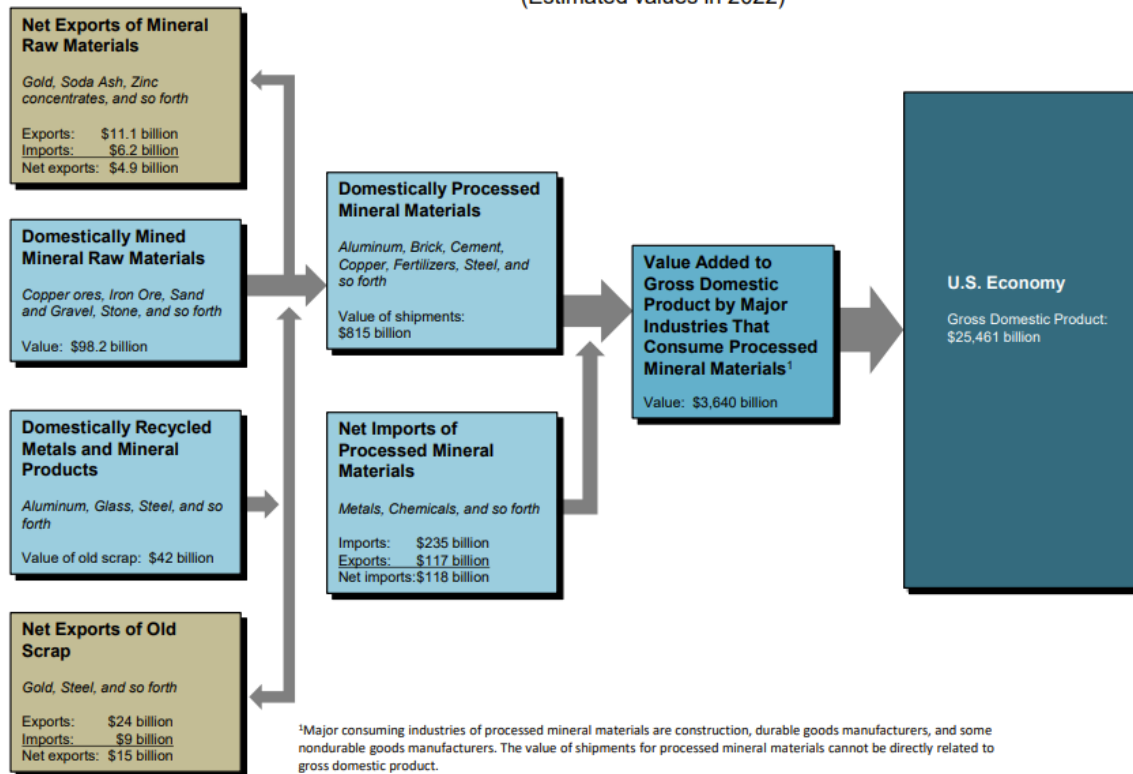 (Estimated values in 2022)
Net Exports of Mineral
Raw Materials
Gold, Soda Ash, Zinc
concentrates, and so forth
Exports: $11.1 billion
Imports: $6.2 billion
Net exports: $4.9 billion
Domestically Mined
Mineral Raw Materials
Copper ores, Iron Ore, Sand
and Gravel, Stone, and so forth
Value: $98.2 billion
Domestically Recycled
Metals and Mineral
Products
Aluminum, Glass, Steel, and so
forth
Value of old scrap: $42 billion
Net Exports of Old
Scrap
Gold, Steel, and so forth
Exports: $24 billion
Imports: $9 billion
Net exports: $15 billion
Domestically Processed
Mineral Materials
Aluminum, Brick, Cement,
Copper, Fertilizers, Steel, and
so forth
Value of shipments:
$815 billion
Net Imports of
Processed Mineral
Materials
Metals, Chemicals, and so forth
Imports: $235 billion
Exports: $117 billion
Net imports:$118 billion
Value Added to
Gross Domestic
Product by Major
Industries That
Consume Processed
Mineral Materials¹
Value: $3,640 billion
U.S. Economy
Gross Domestic Product:
$25,461 billion
¹Major consuming industries of processed mineral materials are construction, durable goods manufacturers, and some
nondurable goods manufacturers. The value of shipments for processed mineral materials cannot be directly related to
gross domestic product.